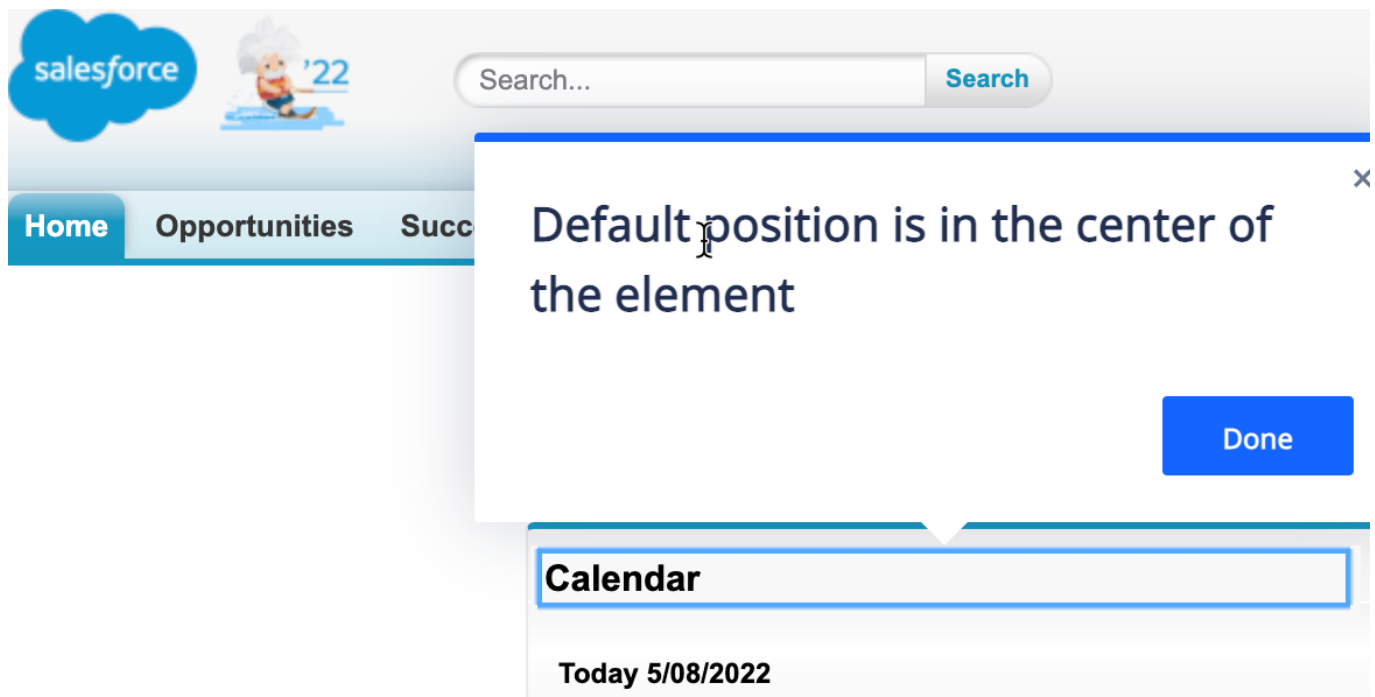 salesforce
'22
Search...
Search
Home
Opportunities
Default position is in the center of
the element
Done
Calendar
Today 5/08/2022